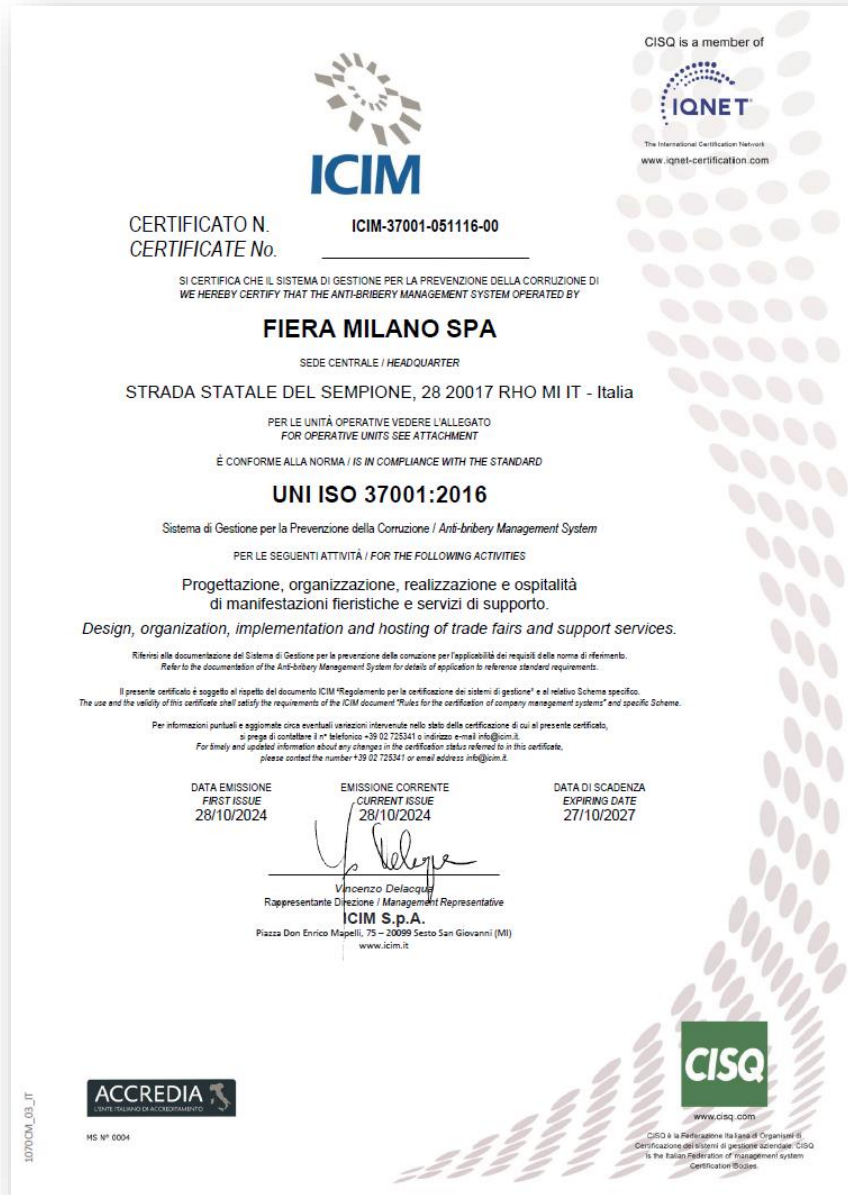 CISQ is a member of
IQNET
The International Certification Network
www.iqnet-certification.com
ICIM
CERTIFICATO N.
CERTIFICATE No.
ICIM-37001-051116-00
SI CERTIFICA CHE IL SISTEMA DI GESTIONE PER LA PREVENZIONE DELLA CORRUZIONE DI
WE HEREBY CERTIFY THAT THE ANTI-BRIBERY MANAGEMENT SYSTEM OPERATED BY
FIERA MILANO SPA
SEDE CENTRALE / HEADQUARTER
STRADA STATALE DEL SEMPIONE, 28 20017 RHO MI IT - Italia
PER LE UNITÀ OPERATIVE VEDERE L'ALLEGATO
FOR OPERATIVE UNITS SEE ATTACHMENT
È CONFORME ALLA NORMA / IS IN COMPLIANCE WITH THE STANDARD
UNI ISO 37001:2016
Sistema di Gestione per la Prevenzione della Corruzione / Anti-bribery Management System
PER LE SEGUENTI ATTIVITÀ / FOR THE FOLLOWING ACTIVITIES
Progettazione, organizzazione, realizzazione e ospitalità
di manifestazioni fieristiche e servizi di supporto.
Design, organization, implementation and hosting of trade fairs and support services.
Riferirsi alla documentazione del Sistema di Gestione per la prevenzione della corruzione per l'applicabilità dei requisiti della norma di riferimento.
Refer to the documentation of the Anti-bribery Management System for details of application to reference standard requirements.
Il presente certificato è soggetto al rispetto del documento ICIM "Regolamento per la certificazione dei sistemi di gestione" e al relativo Schema specifico.
The use and the validity of this certificate shall satisfy the requirements of the ICIM document "Rules for the certification of company management systems" and specific Scheme.
Per informazioni puntuali e aggiornate circa eventuali variazioni intervenute nello stato della certificazione di cui al presente certificato,
si prega di contattare il n° telefonico +39 02 725341 o indirizzo e-mail info@icim.it.
For timely and updated information about any changes in the certification status referred to in this certificate,
please contact the number +39 02 725341 or email address info@icim.it.
DATA EMISSIONE
FIRST ISSUE
28/10/2024
EMISSIONE CORRENTE
CURRENT ISSUE
28/10/2024
DATA DI SCADENZA
EXPIRING DATE
27/10/2027
Vincenzo Delacqua
Rappresentante Direzione / Management Representative
ICIM S.p.A.
Piazza Don Enrico Mapelli, 75 – 20099 Sesto San Giovanni (MI)
www.icim.it
1070CM_03_IT
ACCREDIA
L'ENTE ITALIANO DI ACCREDITAMENTO
MS N° 0004
CISQ
www.cisq.com
CISQ è la Federazione Italiana di Organismi di
Certificazione dei sistemi di gestione aziendale. CISQ
is the Italian Federation of management system
Certification Bodies.